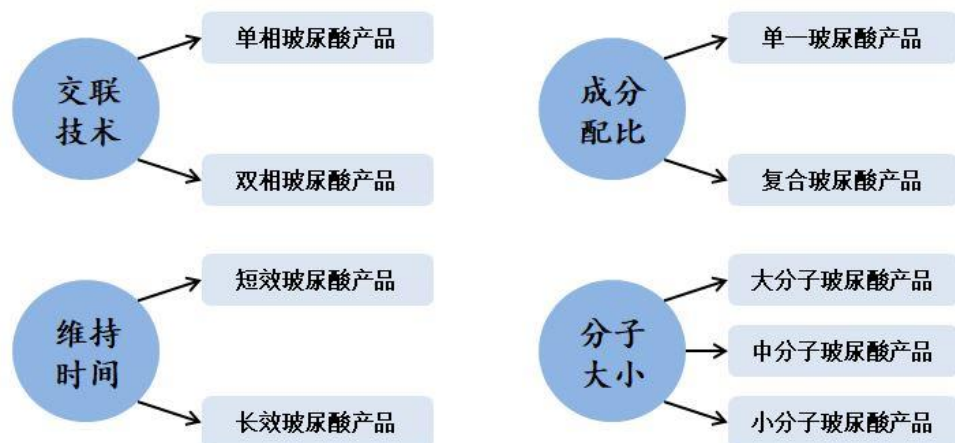 交联
技术
单相玻尿酸产品
双相玻尿酸产品
成分
配比
单一玻尿酸产品
复合玻尿酸产品
维持
时间
短效玻尿酸产品
长效玻尿酸产品
分子
大小
大分子玻尿酸产品
中分子玻尿酸产品
小分子玻尿酸产品